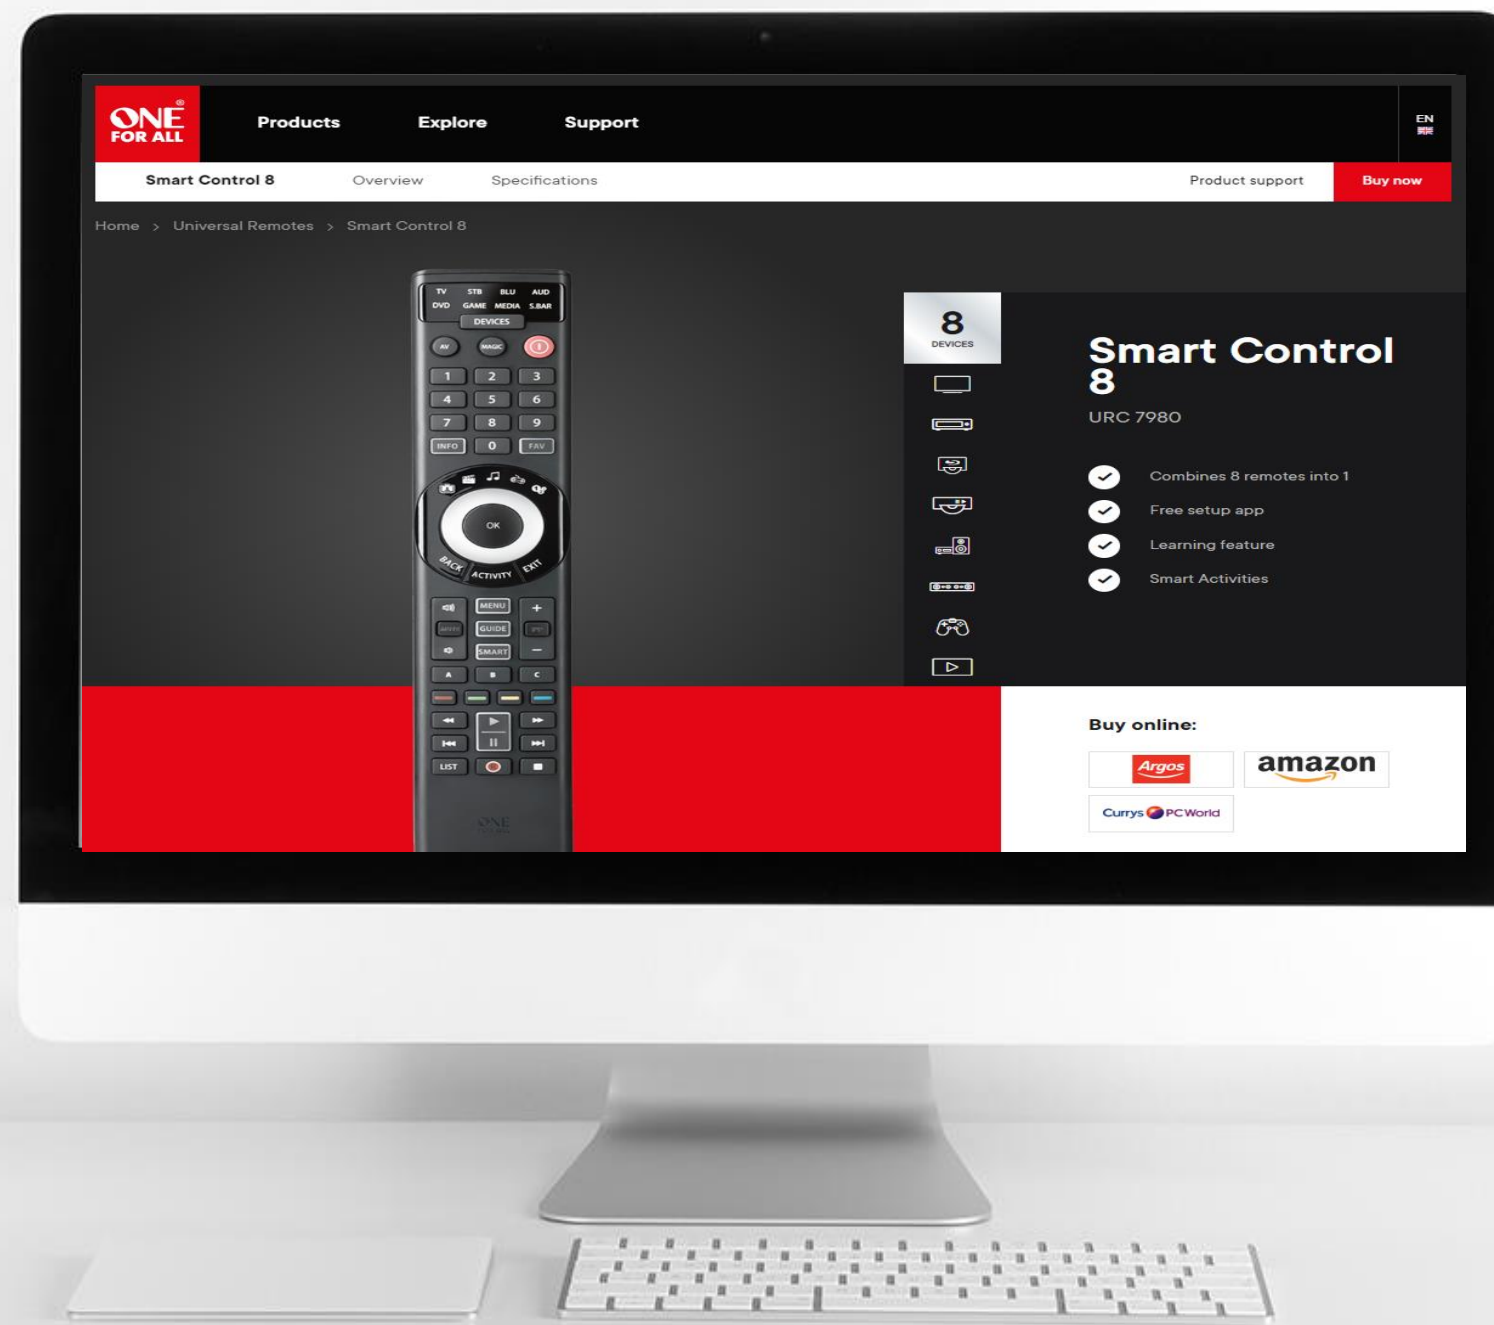 ONE®
FOR ALL
Products Explore Support
EN
Smart Control 8 Overview Specifications Product support Buy now
Home > Universal Remotes > Smart Control 8
TV STB BLU AUD
DVD GAME MEDIA S.BAR
DEVICES
AV MAGIC
1 2 3
4 5 6
7 8 9
INFO 0 FAV
OK
BACK ACTIVITY EXIT
MENU +
GUIDE
SMART −
A B C
LIST
ONE
8
DEVICES
Smart Control
8
URC 7980
Combines 8 remotes into 1
Free setup app
Learning feature
Smart Activities
Buy online:
Argos amazon
Currys PC World